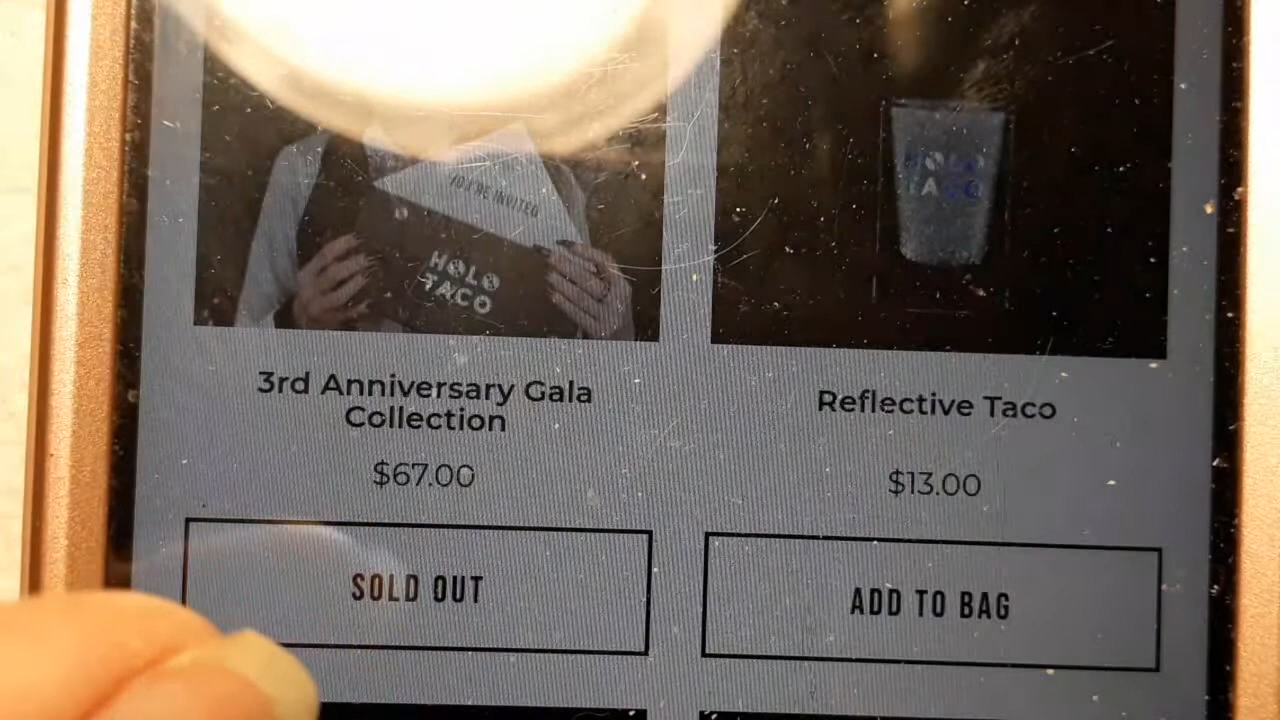 YOU'RE INVITED
HOLO
TACO
HOLO
TACO
3rd Anniversary Gala
Collection
$67.00
SOLD OUT
Reflective Taco
$13.00
ADD TO BAG